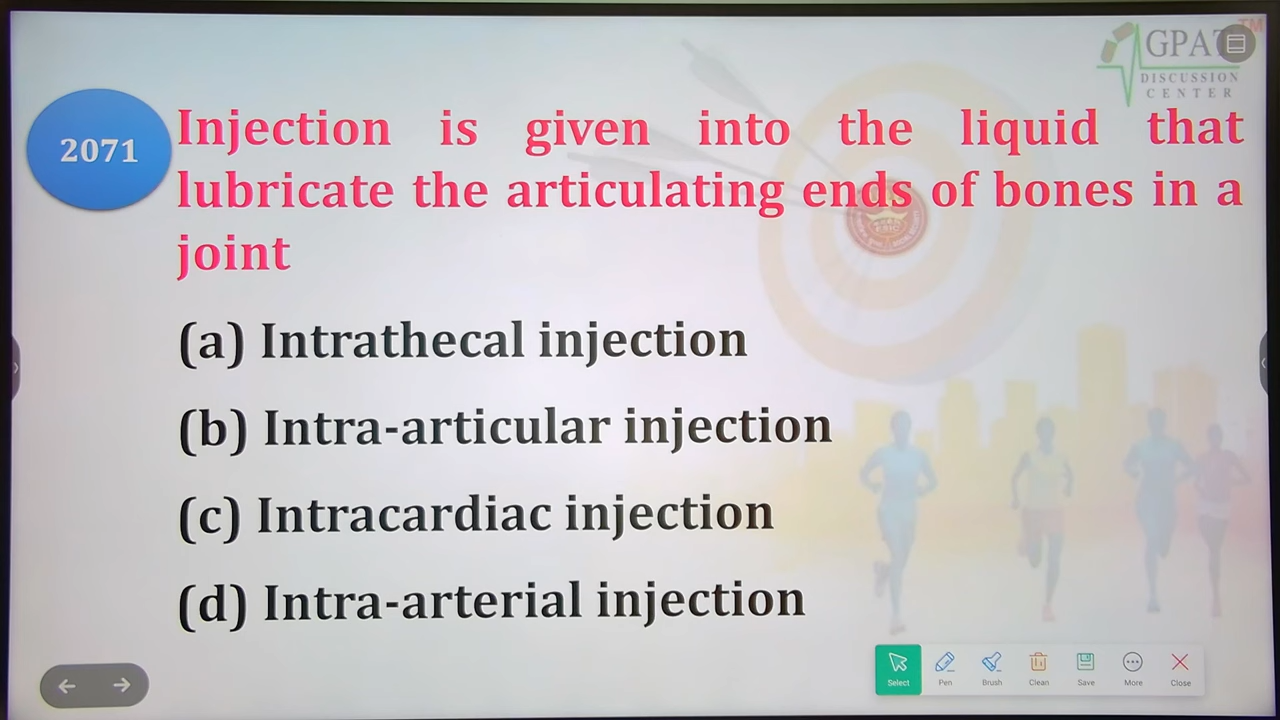 GPAT
TM
DISCUSSION
CENTER
2071
Injection is given into the liquid that
lubricate the articulating ends of bones in a
joint
(a) Intrathecal injection
(b) Intra-articular injection
(c) Intracardiac injection
(d) Intra-arterial injection
Select Pen Brush Clean Save More Close